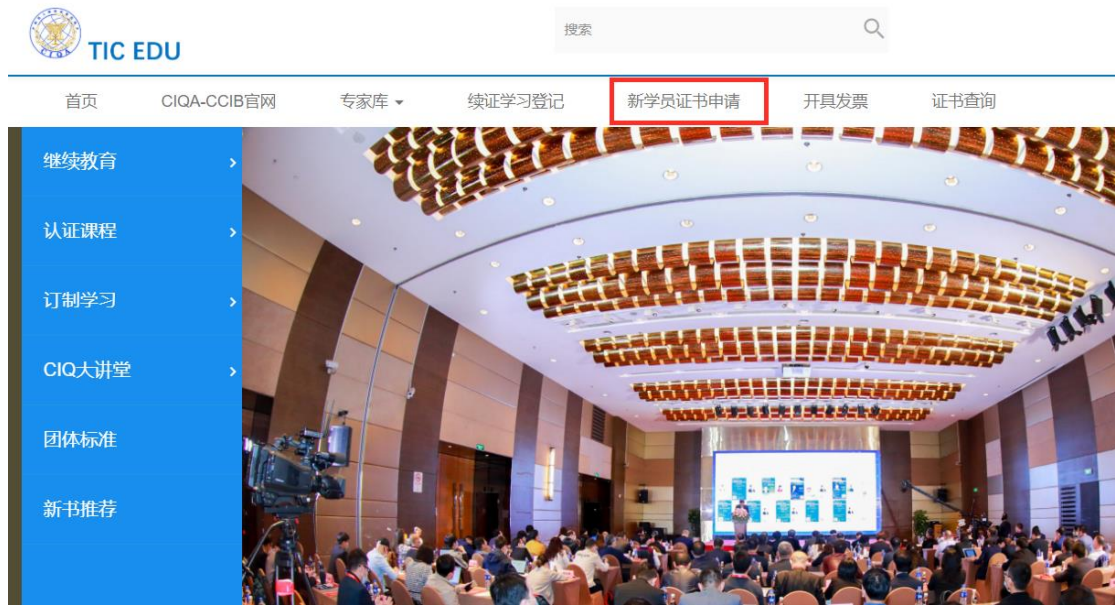 CIQA
TIC EDU
搜索
首页
CIQA-CCIB官网
专家库
续证学习登记
新学员证书申请
开具发票
证书查询
继续教育
认证课程
订制学习
CIQ大讲堂
团体标准
新书推荐